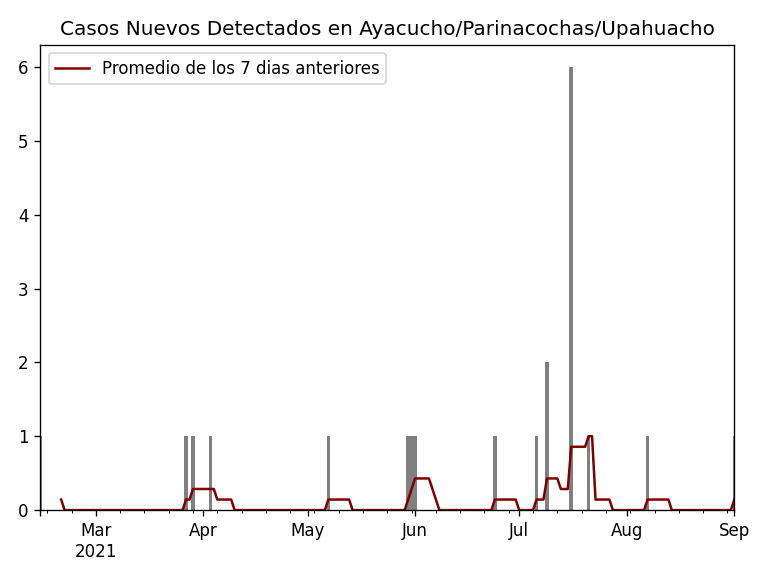 Casos Nuevos Detectados en Ayacucho/Parinacochas/Upahuacho
Promedio de los 7 dias anteriores
6
5
4
3
2
1
0
Mar Apr May Jun Jul Aug Sep
2021